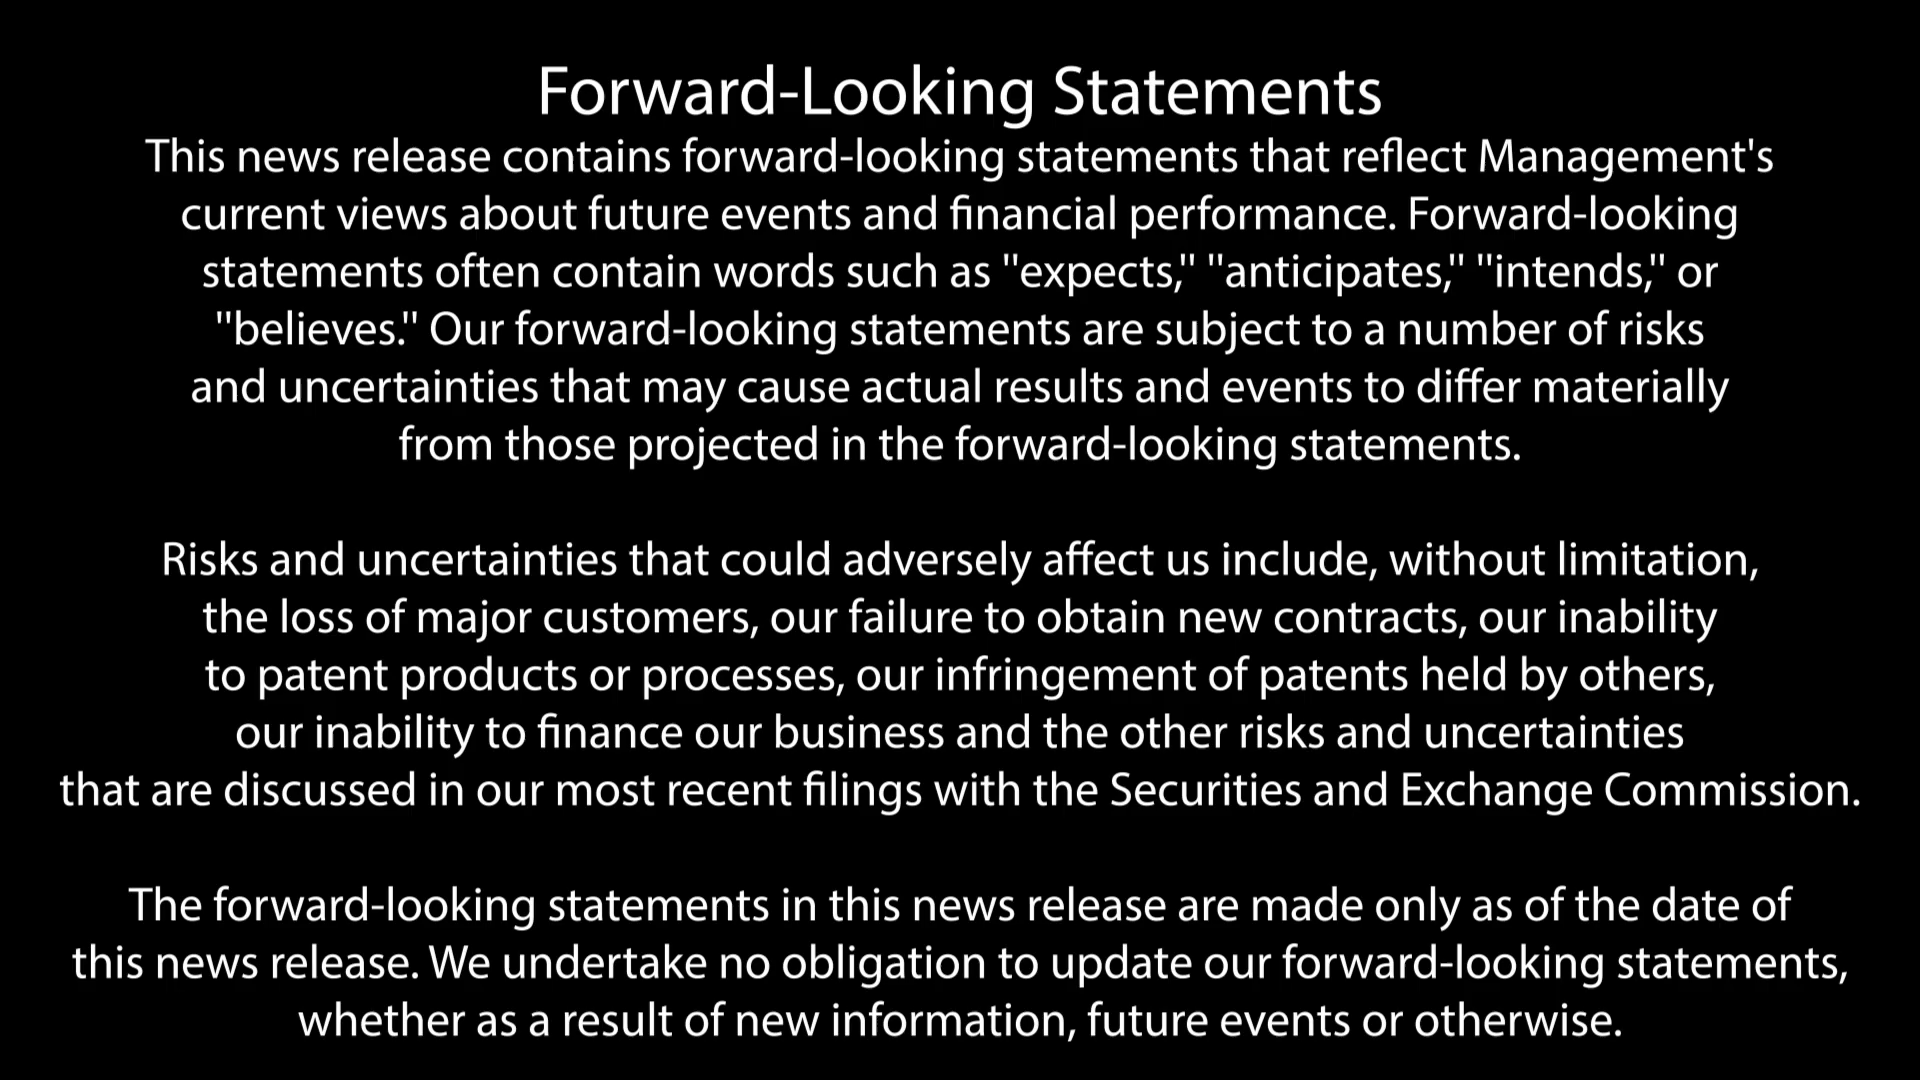 Forward-Looking Statements
This news release contains forward-looking statements that reflect Management's
current views about future events and financial performance. Forward-looking
statements often contain words such as "expects," "anticipates," "intends," or
"believes." Our forward-looking statements are subject to a number of risks
and uncertainties that may cause actual results and events to differ materially
from those projected in the forward-looking statements.
Risks and uncertainties that could adversely affect us include, without limitation,
the loss of major customers, our failure to obtain new contracts, our inability
to patent products or processes, our infringement of patents held by others,
our inability to finance our business and the other risks and uncertainties
that are discussed in our most recent filings with the Securities and Exchange Commission.
The forward-looking statements in this news release are made only as of the date of
this news release. We undertake no obligation to update our forward-looking statements,
whether as a result of new information, future events or otherwise.